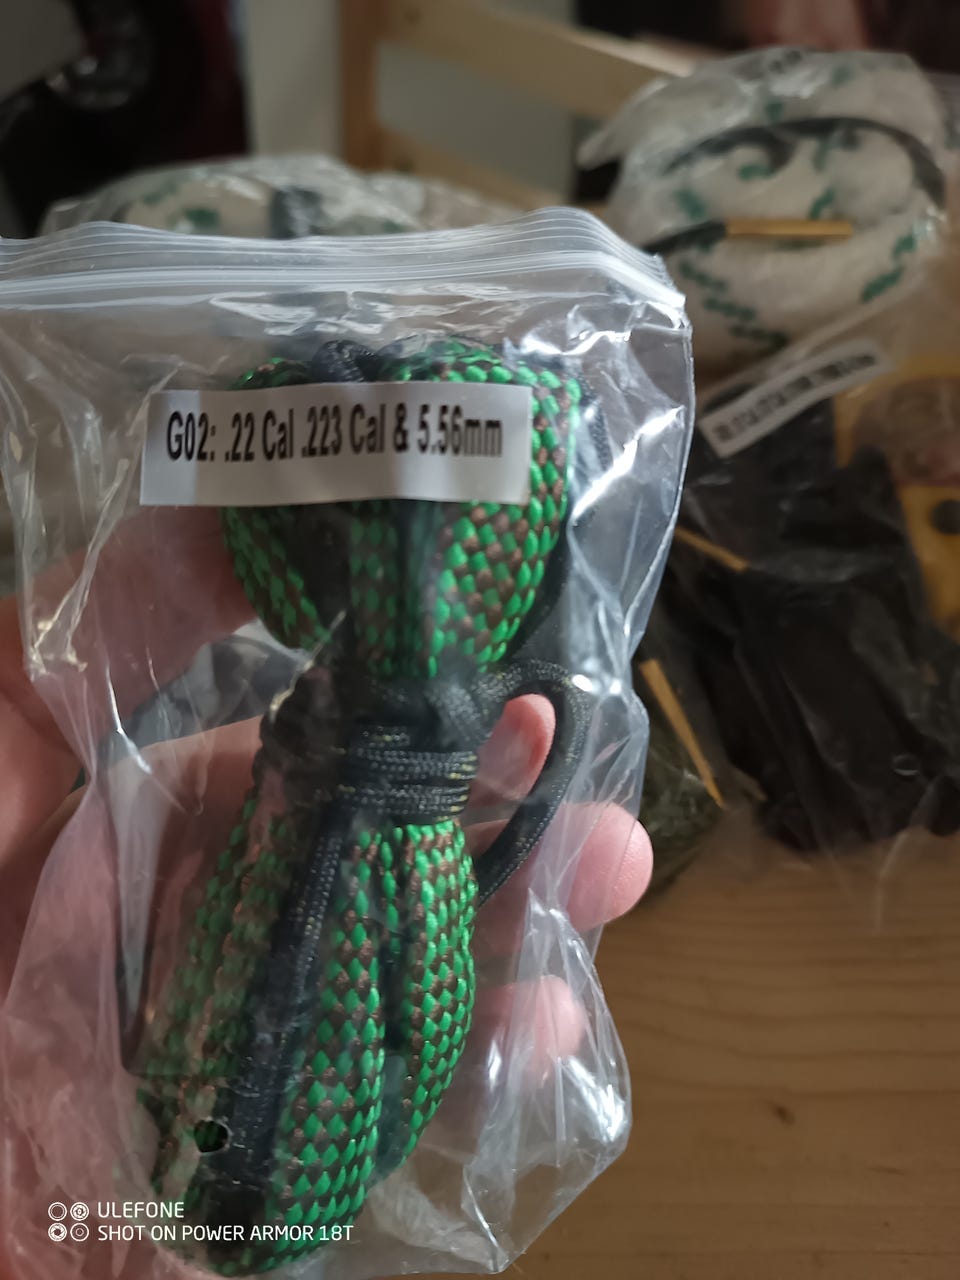 G02: .22 Cal .223 Cal & 5.56mm
ULEFONE
SHOT ON POWER ARMOR 18T